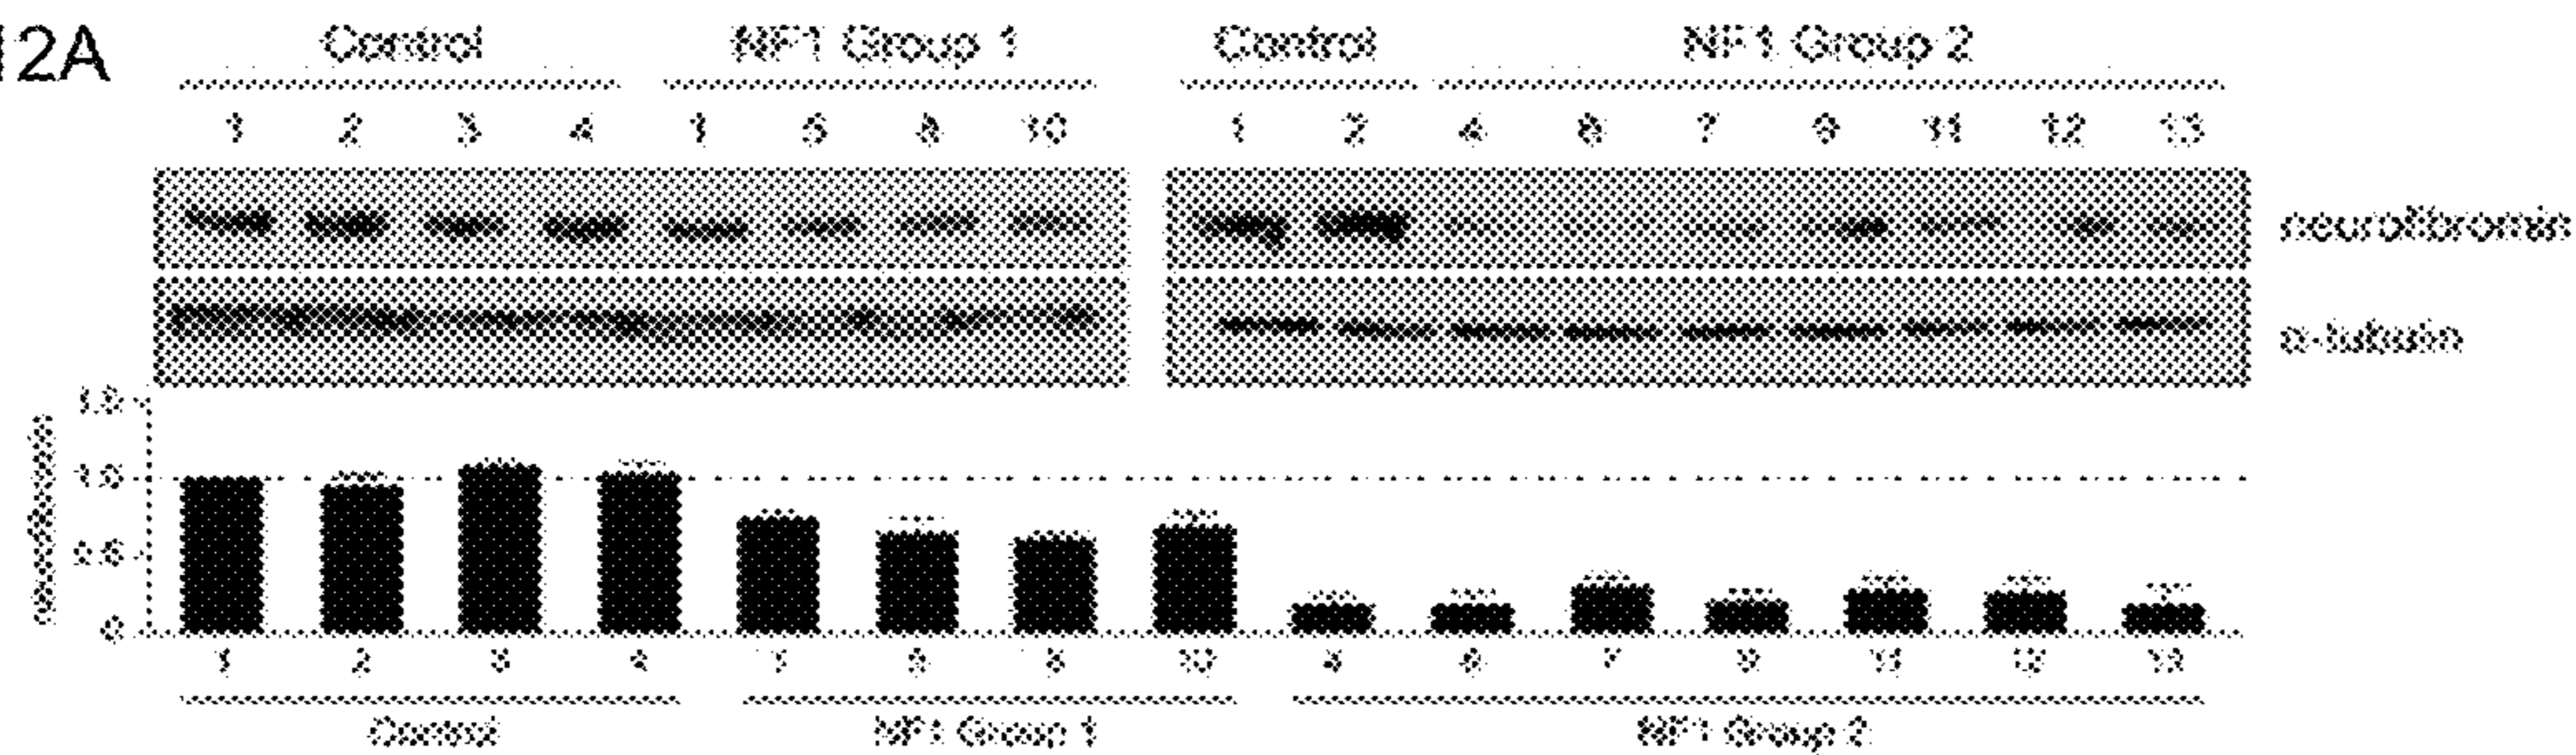 12A
Control NF1 Group 1 Control NF1 Group 2
1 2 3 4 1 5 8 10 1 2 4 6 7 9 11 12 13
neurofibromin
α-tubulin
1.0
0.5
0
1 2 3 4 1 5 8 10 4 6 7 9 11 12 13
Control NF1 Group 1 NF1 Group 2